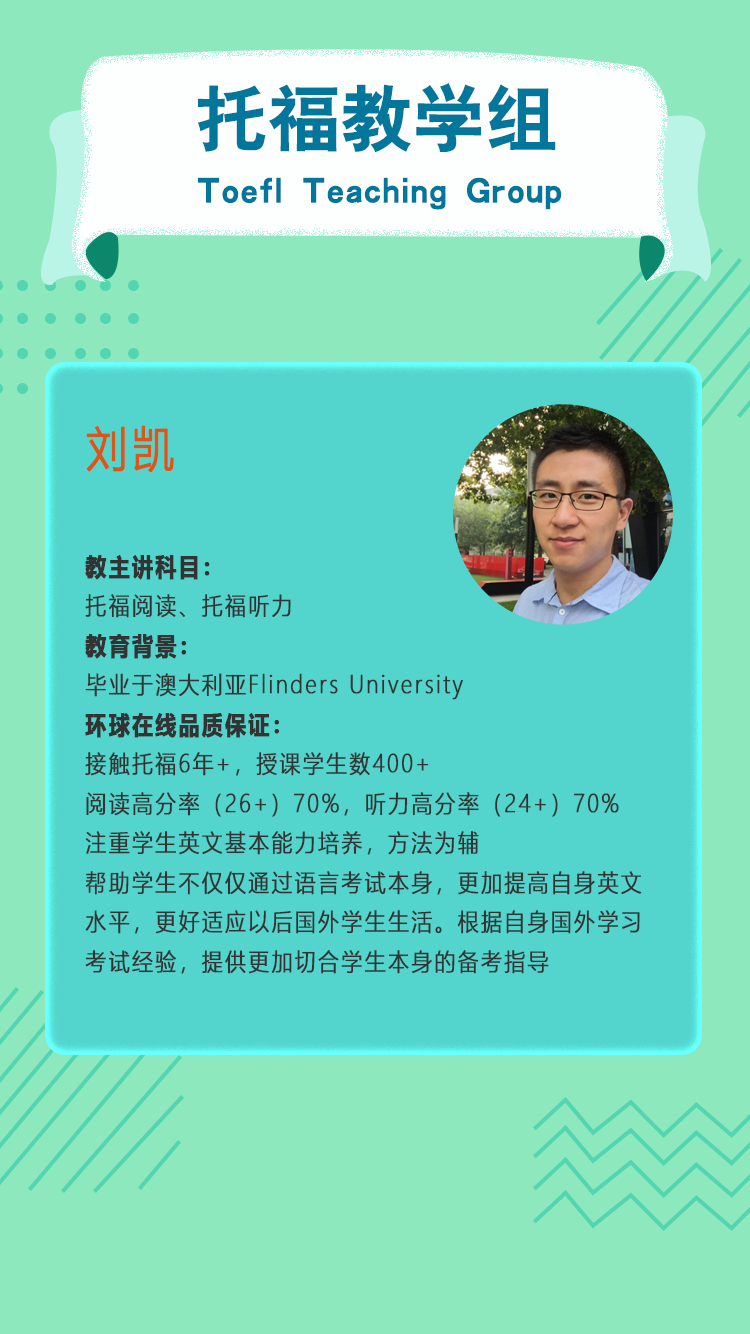 托福教学组
Toefl Teaching Group
刘凯
教主讲科目：
托福阅读、托福听力
教育背景：
毕业于澳大利亚Flinders University
环球在线品质保证：
接触托福6年+，授课学生数400+
阅读高分率（26+）70%，听力高分率（24+）70%
注重学生英文基本能力培养，方法为辅
帮助学生不仅仅通过语言考试本身，更加提高自身英文
水平，更好适应以后国外学生生活。根据自身国外学习
考试经验，提供更加切合学生本身的备考指导